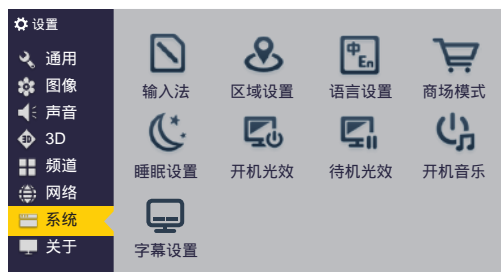 设置
通用
图像
声音
3D
频道
网络
系统
关于
中
En
输入法 区域设置 语言设置 商场模式
睡眠设置 开机光效 待机光效 开机音乐
字幕设置